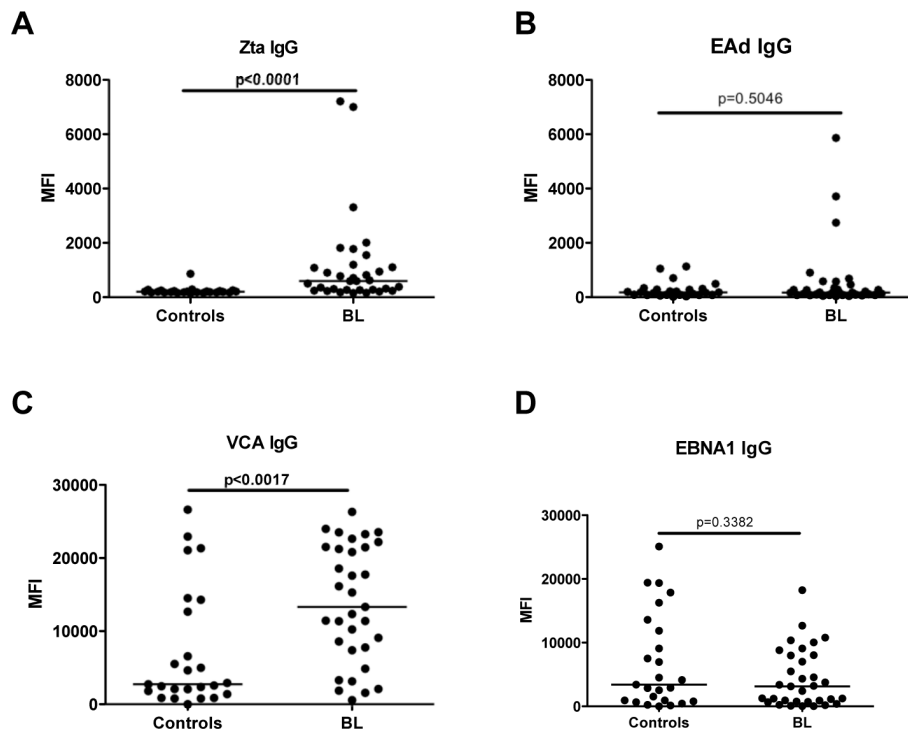 A
Zta IgG
p<0.0001
8000
6000
4000
2000
0
MFI
Controls BL
B
EAd IgG
p=0.5046
8000
6000
4000
2000
0
MFI
Controls BL
C
VCA IgG
p<0.0017
30000
20000
10000
0
MFI
Controls BL
D
EBNA1 IgG
p=0.3382
30000
20000
10000
0
MFI
Controls BL